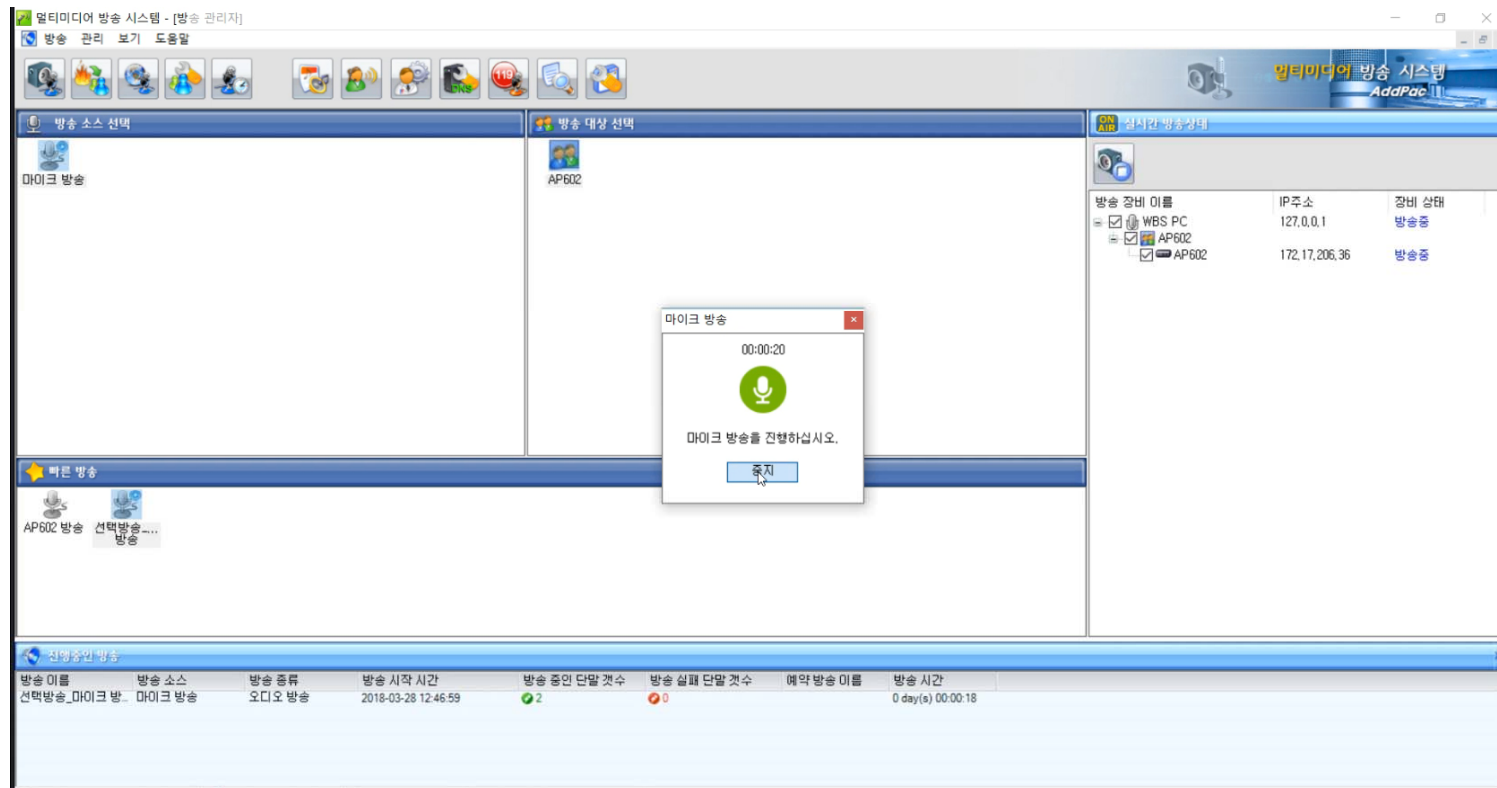 멀티미디어 방송 시스템 - [방송 관리자]
방송 관리 보기 도움말
119
DRS
멀티미디어 방송 시스템
AddPac
방송 소스 선택
마이크 방송
방송 대상 선택
AP602
ON AIR 실시간 방송상태
방송 장비 이름 IP주소 장비 상태
WBS PC 127,0,0,1 방송중
AP602
AP602 172,17,206,36 방송중
마이크 방송
00:00:20
마이크 방송을 진행하십시오.
중지
빠른 방송
AP602 방송
선택방송_...
방송
진행중인 방송
방송 이름 방송 소스 방송 종류 방송 시작 시간 방송 중인 단말 갯수 방송 실패 단말 갯수 예약 방송 이름 방송 시간
선택방송_마이크 방... 마이크 방송 오디오 방송 2018-03-28 12:46:59 2 0 0 day(s) 00:00:18